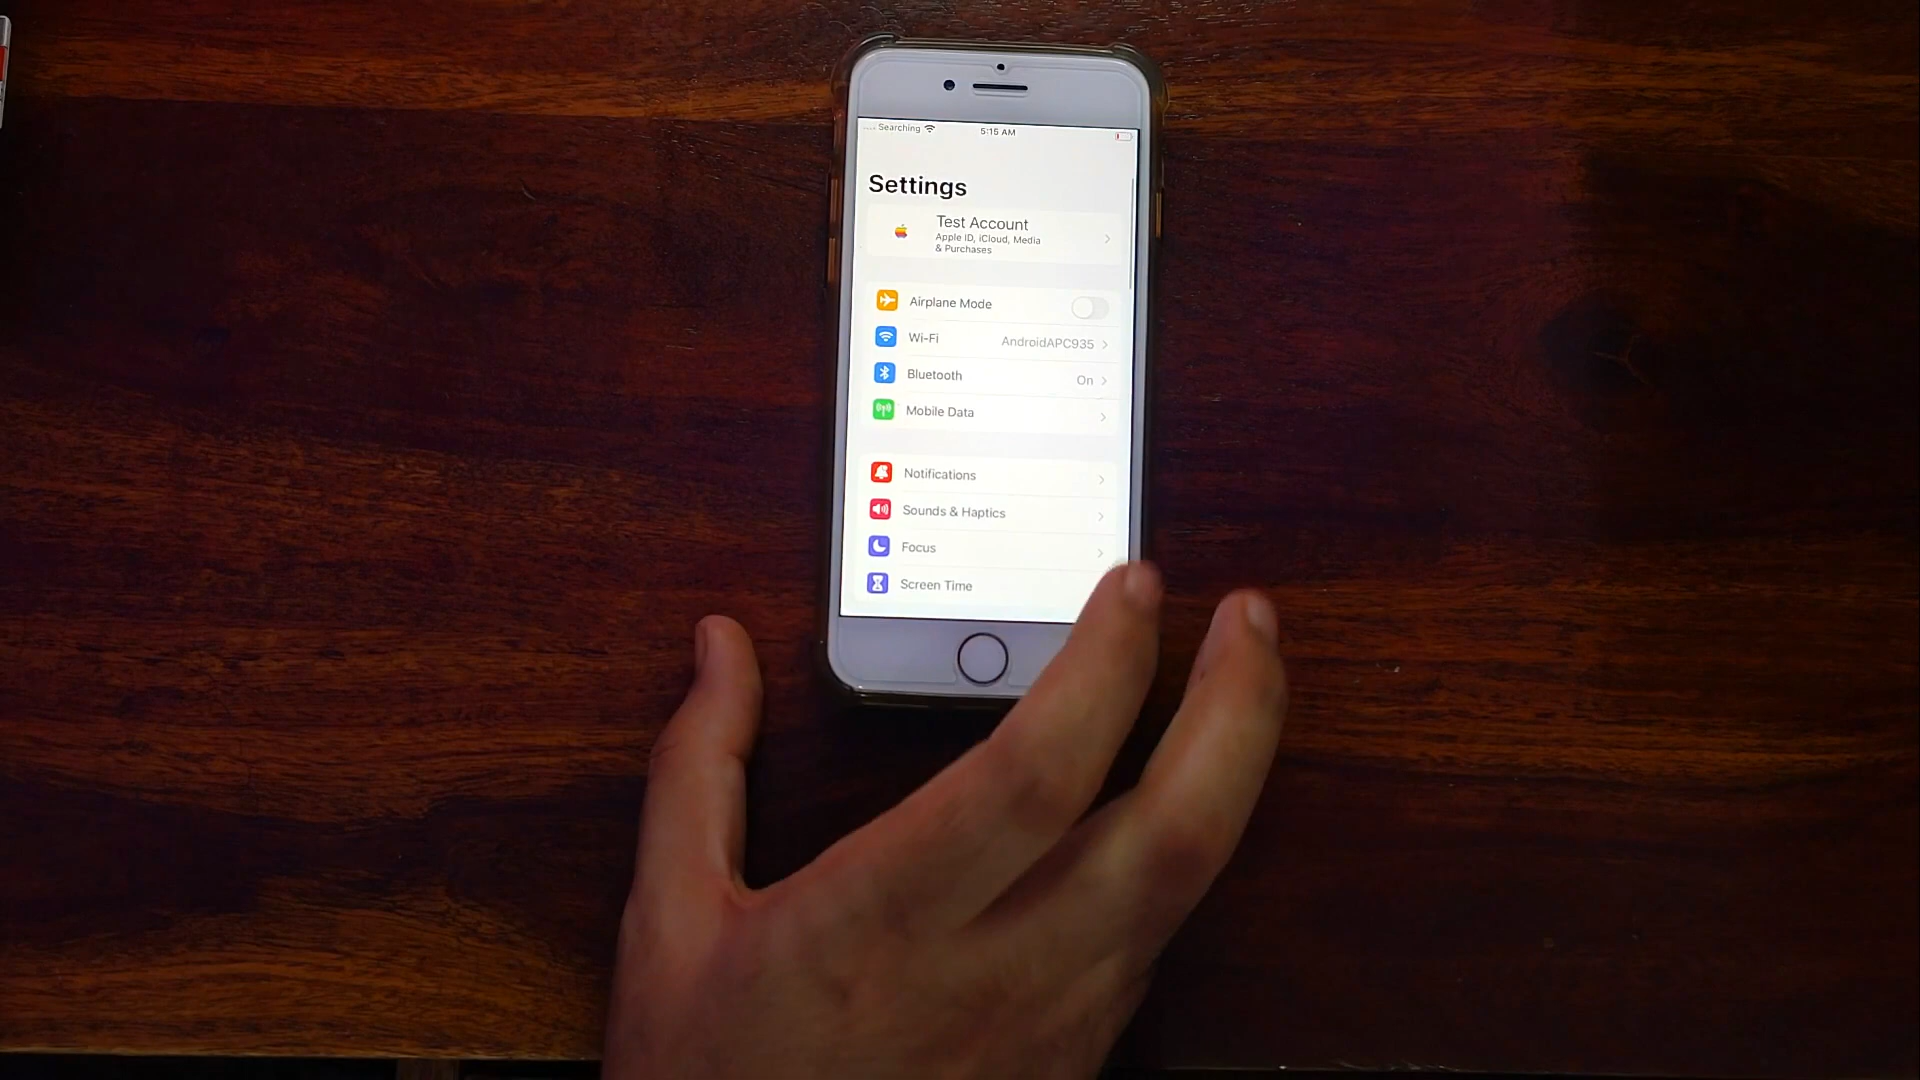 Searching 5:15 AM
Settings
Test Account
Apple ID, iCloud, Media
& Purchases
Airplane Mode
Wi-Fi AndroidAPC935
Bluetooth On
Mobile Data
Notifications
Sounds & Haptics
Focus
Screen Time